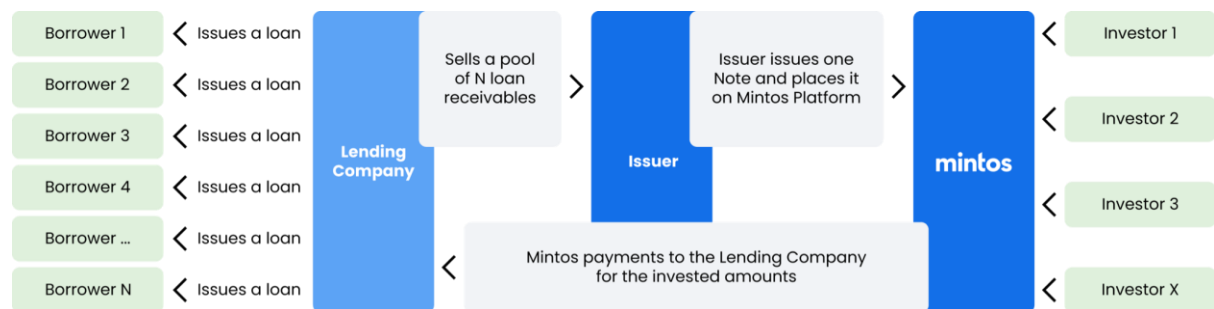 Borrower 1
Issues a loan
Borrower 2
Issues a loan
Borrower 3
Issues a loan
Borrower 4
Issues a loan
Borrower ...
Issues a loan
Borrower N
Issues a loan
Lending
Company
Sells a pool
of N loan
receivables
Issuer
Issuer issues one
Note and places it
on Mintos Platform
mintos
Mintos payments to the Lending Company
for the invested amounts
Investor 1
Investor 2
Investor 3
Investor X